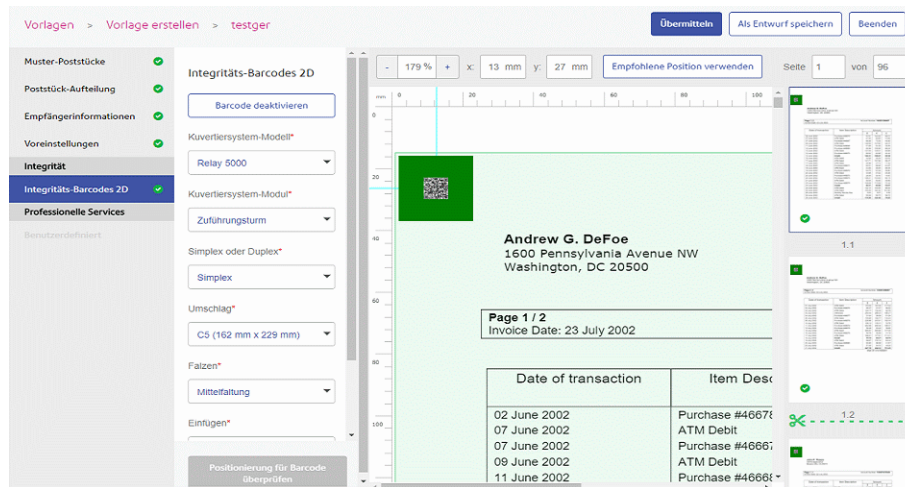 Vorlagen > Vorlage erstellen > testger
Übermitteln
Als Entwurf speichern
Beenden
Muster-Poststücke
Poststück-Aufteilung
Empfängerinformationen
Voreinstellungen
Integrität
Integritäts-Barcodes 2D
Professionelle Services
Benutzerdefiniert
Integritäts-Barcodes 2D
Barcode deaktivieren
Kuvertiersystem-Modell*
Relay 5000
Kuvertiersystem-Modul*
Zuführungsturm
Simplex oder Duplex*
Simplex
Umschlag*
C5 (162 mm x 229 mm)
Falzen*
Mittelfaltung
Einfügen*
Positionierung für Barcode
überprüfen
- 179 % + x: 13 mm y: 27 mm Empfohlene Position verwenden
mm 0 20 40 60 80 100
0
20
40
60
80
100
Andrew G. DeFoe
1600 Pennsylvania Avenue NW
Washington, DC 20500
Page 1 / 2
Invoice Date: 23 July 2002
Date of transaction Item Desc
02 June 2002 Purchase #46678
07 June 2002 ATM Debit
07 June 2002 Purchase #46667
09 June 2002 ATM Debit
11 June 2002 Purchase #46668
Seite 1 von 96
1.1
1.2